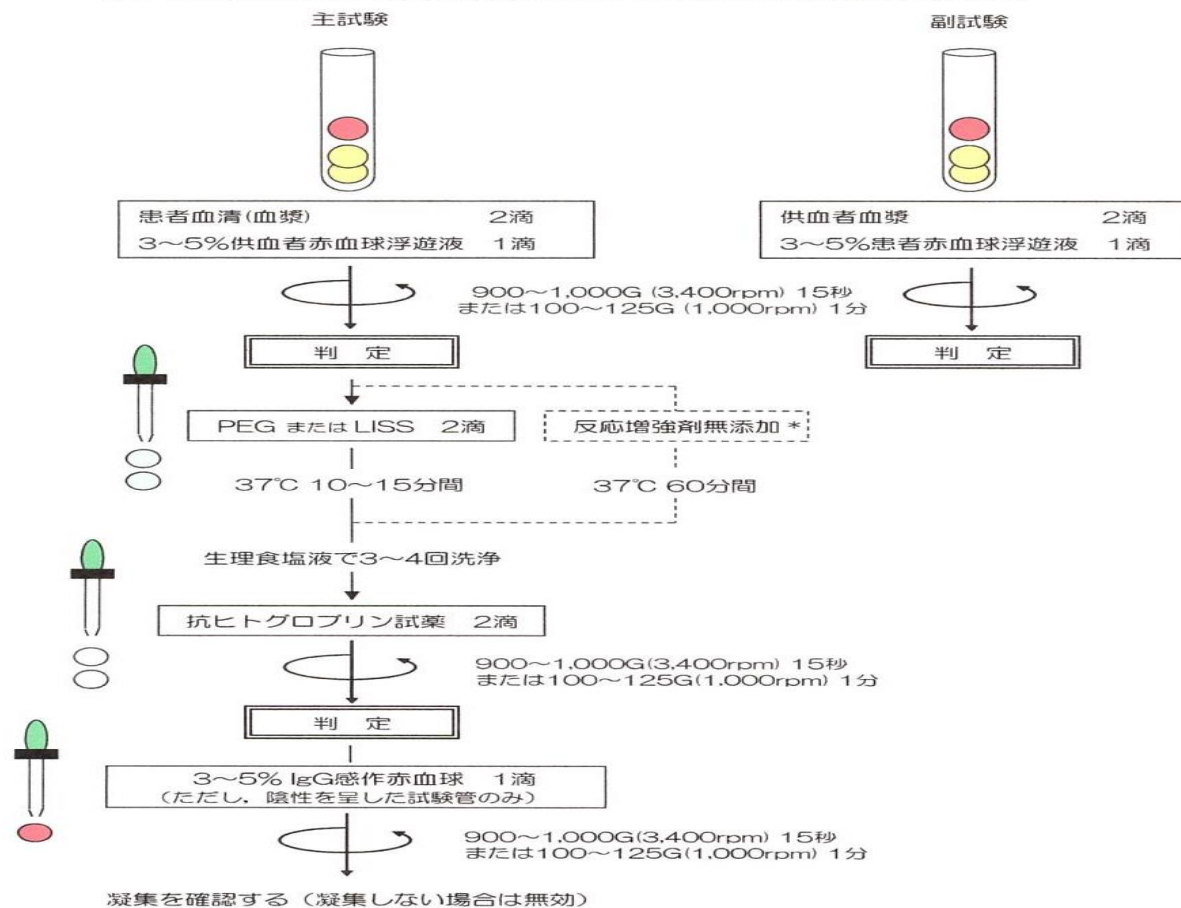 主試験
副試験
患者血清(血漿) 2滴
3〜5%供血者赤血球浮遊液 1滴
供血者血漿 2滴
3〜5%患者赤血球浮遊液 1滴
900〜1,000G (3,400rpm) 15秒
または100〜125G (1,000rpm) 1分
判 定
判 定
PEG または LISS 2滴
反応増強剤無添加 *
37℃ 10〜15分間
37℃ 60分間
生理食塩液で3〜4回洗浄
抗ヒトグロブリン試薬 2滴
900〜1,000G(3,400rpm) 15秒
または100〜125G(1,000rpm) 1分
判 定
3〜5% IgG感作赤血球 1滴
(ただし，陰性を呈した試験管のみ)
900〜1,000G(3,400rpm) 15秒
または100〜125G(1,000rpm) 1分
凝集を確認する (凝集しない場合は無効)